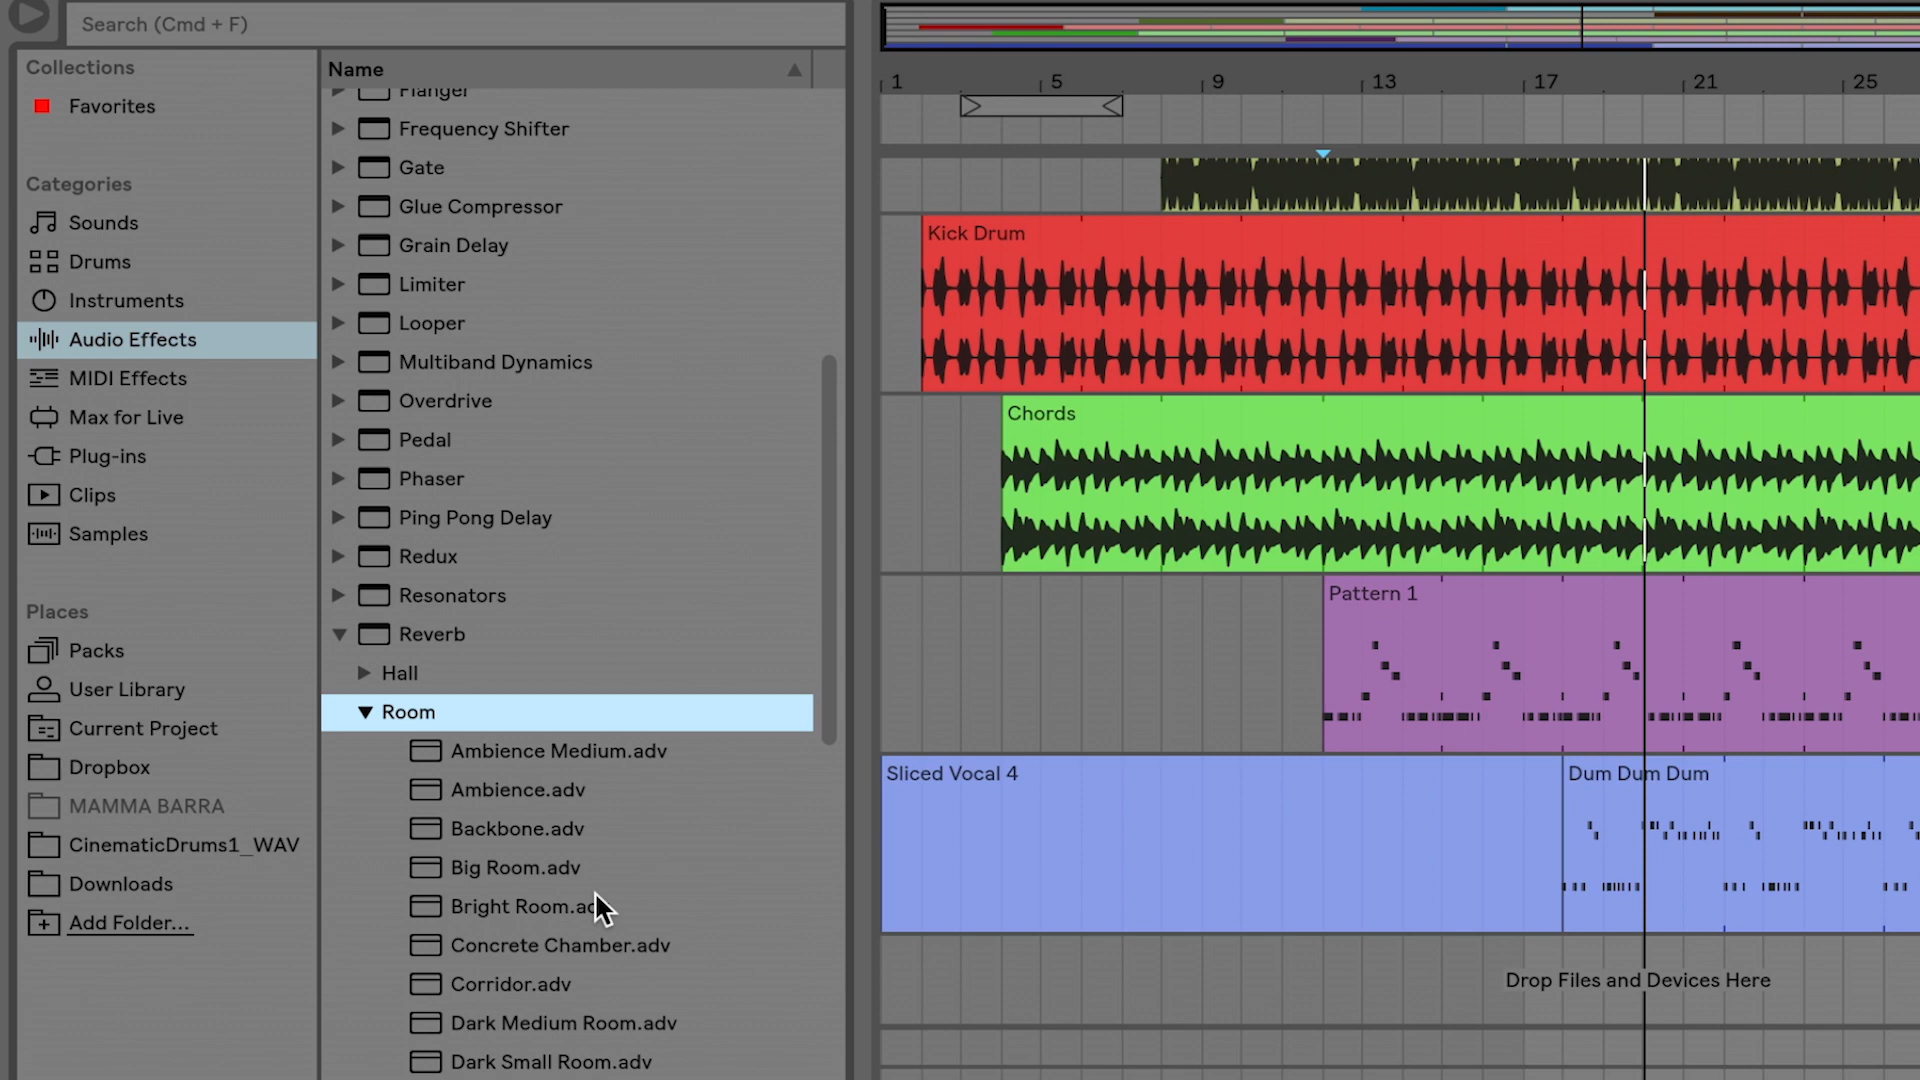 Search (Cmd + F)
Collections
Favorites
Categories
Sounds
Drums
Instruments
Audio Effects
MIDI Effects
Max for Live
Plug-ins
Clips
Samples
Places
Packs
User Library
Current Project
Dropbox
MAMMA BARRA
CinematicDrums1_WAV
Downloads
Add Folder...
Name
Flanger
Frequency Shifter
Gate
Glue Compressor
Grain Delay
Limiter
Looper
Multiband Dynamics
Overdrive
Pedal
Phaser
Ping Pong Delay
Redux
Resonators
Reverb
Hall
Room
Ambience Medium.adv
Ambience.adv
Backbone.adv
Big Room.adv
Bright Room.adv
Concrete Chamber.adv
Corridor.adv
Dark Medium Room.adv
Dark Small Room.adv
1 5 9 13 17 21 25
Kick Drum
Chords
Pattern 1
Sliced Vocal 4
Dum Dum Dum
Drop Files and Devices Here